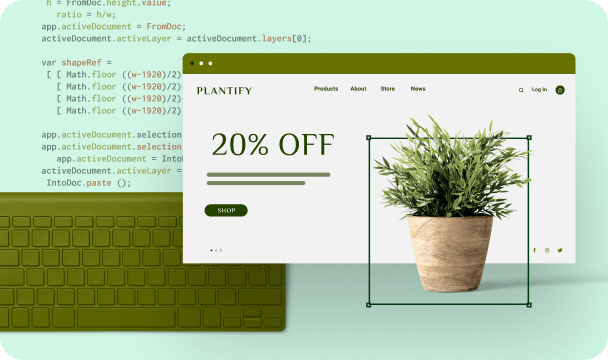 h = FromDoc.height.value;
ratio = h/w;
app.activeDocument = FromDoc;
activeDocument.activeLayer = activeDocument.layers[0];
var shapeRef =
[ [ Math.floor ((w-1920)/2)
[ Math.floor ((w-1920)/2)
[ Math.floor ((w-1920)/2)
[ Math.floor ((w-1920)/2)
app.activeDocument.selection
app.activeDocument.selection
app.activeDocument = Into
activeDocument.activeLayer =
IntoDoc.paste ();
PLANTIFY
Products About Store News
Log In
20% OFF
SHOP